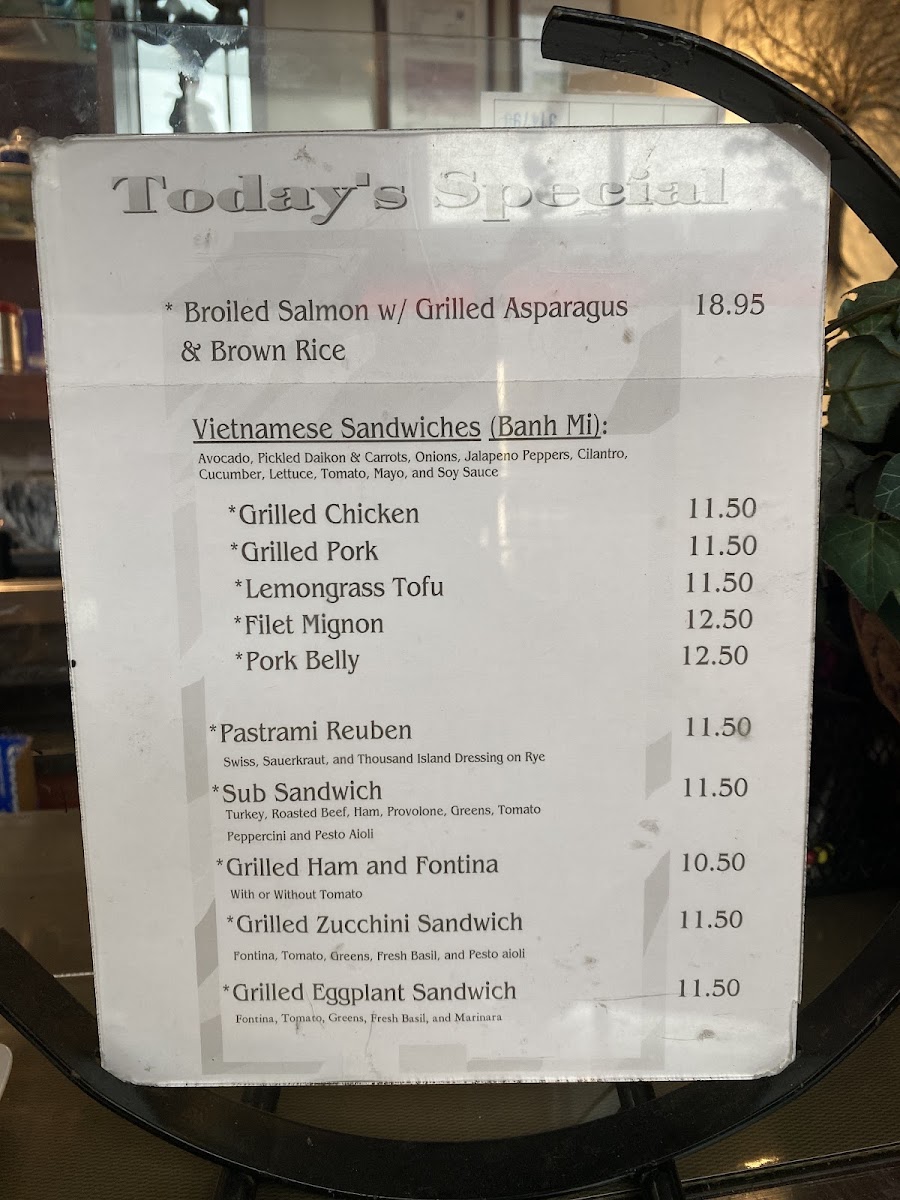 Today's Special
* Broiled Salmon w/ Grilled Asparagus 18.95
& Brown Rice
Vietnamese Sandwiches (Banh Mi):
Avocado, Pickled Daikon & Carrots, Onions, Jalapeno Peppers, Cilantro,
Cucumber, Lettuce, Tomato, Mayo, and Soy Sauce
*Grilled Chicken 11.50
*Grilled Pork 11.50
*Lemongrass Tofu 11.50
*Filet Mignon 12.50
*Pork Belly 12.50
*Pastrami Reuben 11.50
Swiss, Sauerkraut, and Thousand Island Dressing on Rye
*Sub Sandwich 11.50
Turkey, Roasted Beef, Ham, Provolone, Greens, Tomato
Peppercini and Pesto Aioli
*Grilled Ham and Fontina 10.50
With or Without Tomato
*Grilled Zucchini Sandwich 11.50
Fontina, Tomato, Greens, Fresh Basil, and Pesto aioli
*Grilled Eggplant Sandwich 11.50
Fontina, Tomato, Greens, Fresh Basil, and Marinara